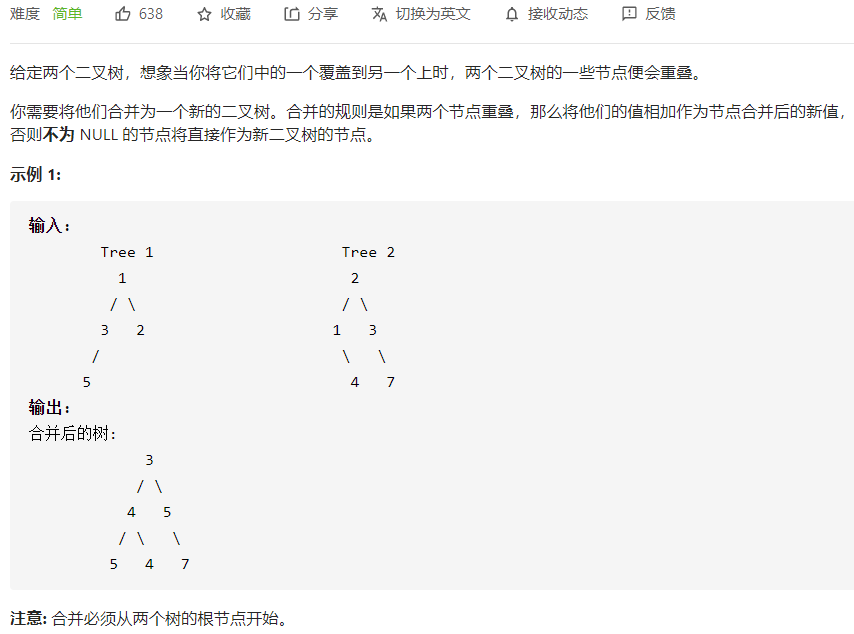 难度 简单 638 收藏 分享 切换为英文 接收动态 反馈
给定两个二叉树，想象当你将它们中的一个覆盖到另一个上时，两个二叉树的一些节点便会重叠。
你需要将他们合并为一个新的二叉树。合并的规则是如果两个节点重叠，那么将他们的值相加作为节点合并后的新值，
否则不为 NULL 的节点将直接作为新二叉树的节点。
示例 1:
输入:
Tree 1 Tree 2
1 2
/ \ / \
3 2 1 3
/ \ \
5 4 7
输出:
合并后的树:
3
/ \
4 5
/ \ \
5 4 7
注意: 合并必须从两个树的根节点开始。